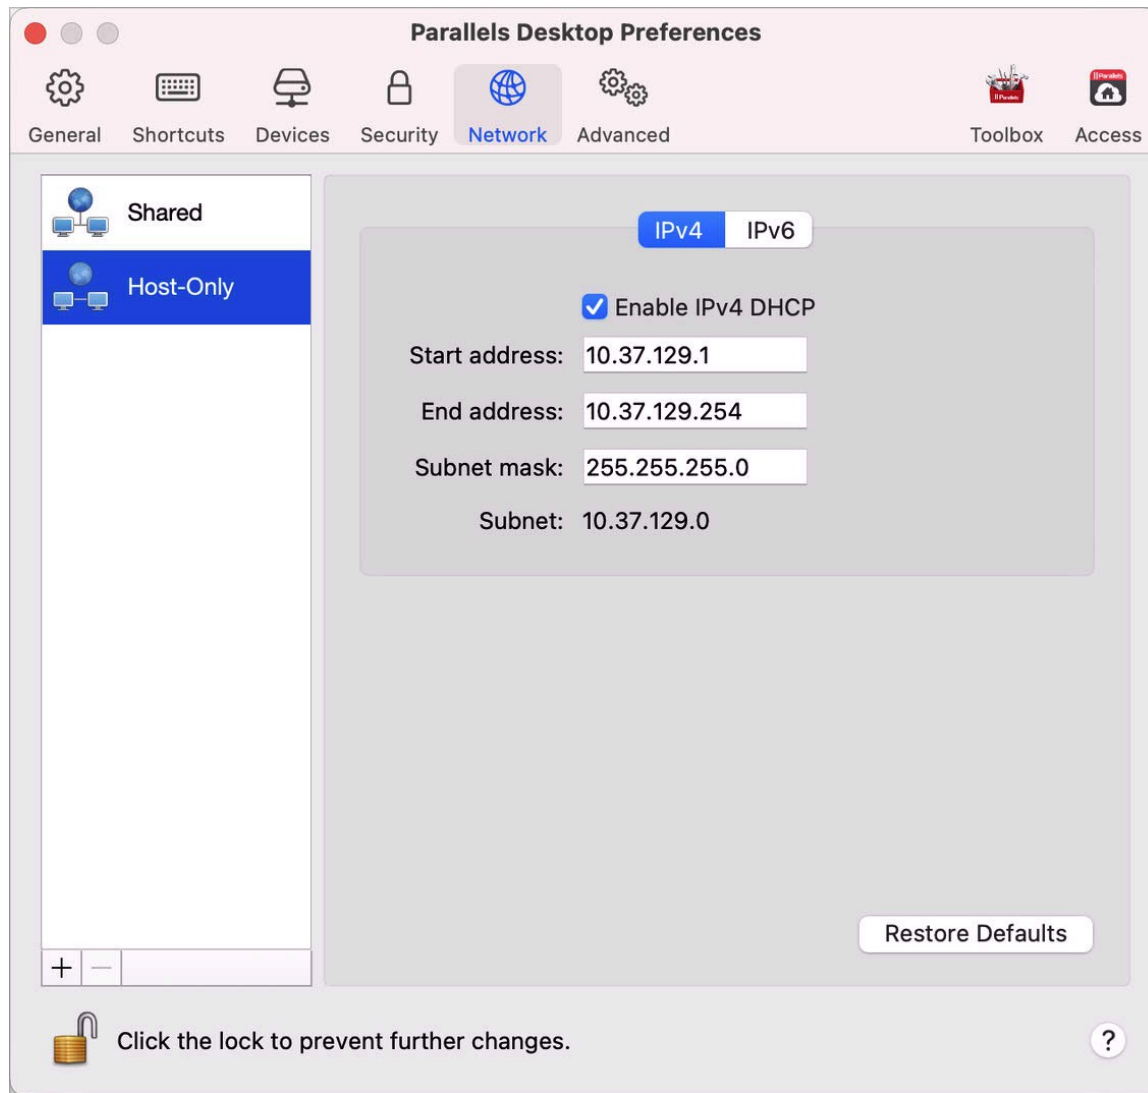 Parallels Desktop Preferences
General Shortcuts Devices Security Network Advanced Toolbox Access
Shared
Host-Only
IPv4 IPv6
Enable IPv4 DHCP
Start address: 10.37.129.1
End address: 10.37.129.254
Subnet mask: 255.255.255.0
Subnet: 10.37.129.0
Restore Defaults
+ −
Click the lock to prevent further changes.
?